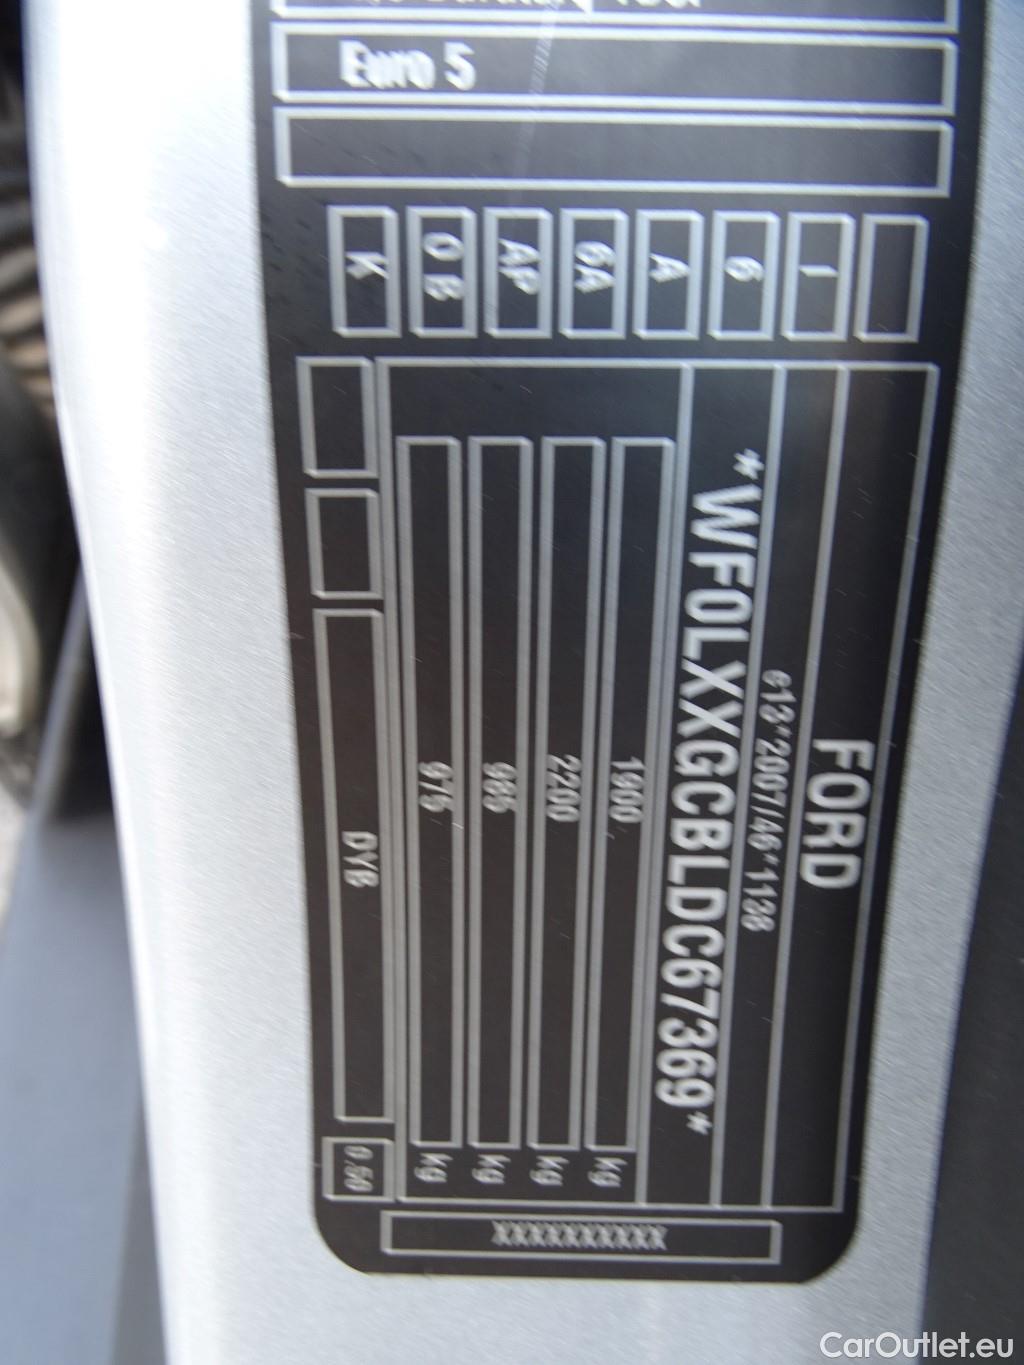 Euro 5
K
0 B
AP
6A
A
6
1
FORD
e13*2007/46*1138
*WF0LXXGCBLDC67369*
1900 kg
2200 kg
985 kg
975 kg
DYB
0.50
XXXXXXXXXXX
CarOutlet.eu